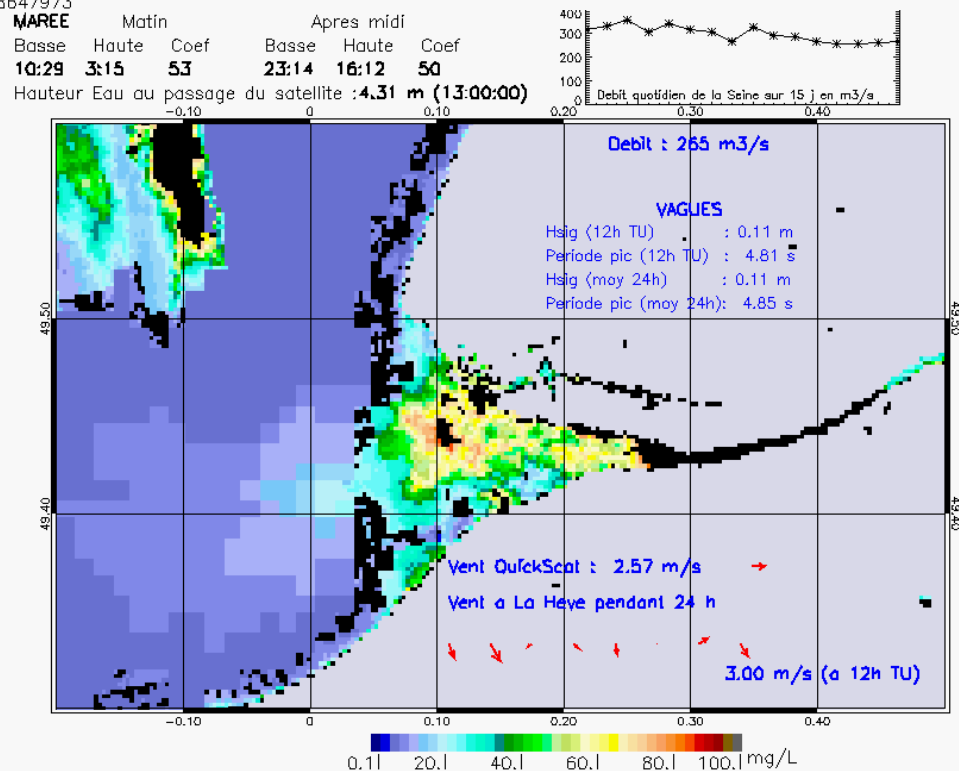 MAREE Matin Apres midi
Basse Haute Coef Basse Haute Coef
10:29 3:15 53 23:14 16:12 50
Hauteur Eau au passage du satellite :4.31 m (13:00:00)
400
300
200
100
0
Debit quotidien de la Seine sur 15 j en m3/s
-0.10 0 0.10 0.20 0.30 0.40
Debit : 265 m3/s
VAGUES
Hsig (12h TU) : 0.11 m
Periode pic (12h TU) : 4.81 s
Hsig (moy 24h) : 0.11 m
Periode pic (moy 24h): 4.85 s
49.50 49.50
49.40 49.40
Vent QuickScat : 2.57 m/s
Vent a La Heve pendant 24 h
3.00 m/s (a 12h TU)
-0.10 0 0.10 0.20 0.30 0.40
0.1 20.1 40.1 60.1 80.1 100.1 mg/L